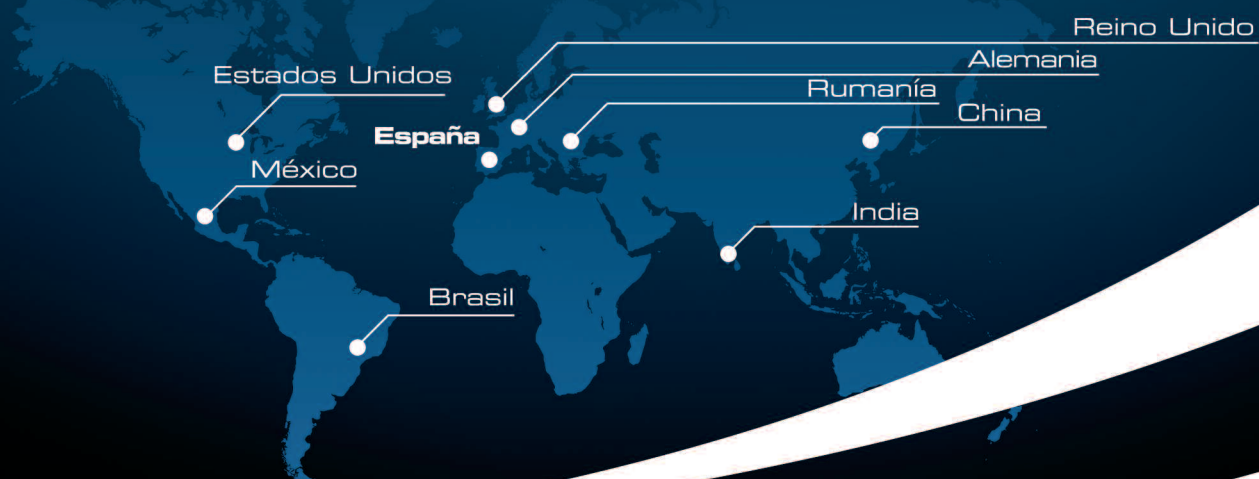 Reino Unido
Alemania
Estados Unidos
Rumanía
China
España
México
India
Brasil